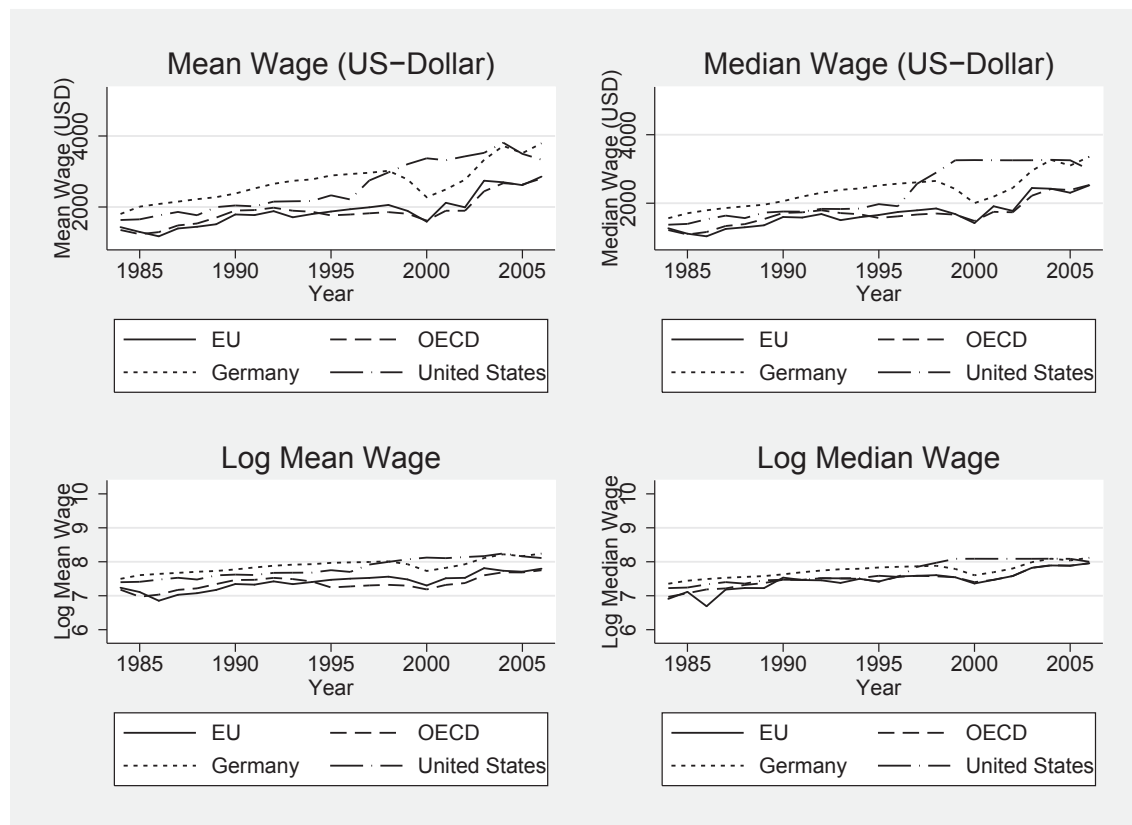 Mean Wage (US−Dollar)
Mean Wage (USD)
4000
2000
1985 1990 1995 2000 2005
Year
EU OECD
Germany United States
Median Wage (US−Dollar)
Median Wage (USD)
4000
2000
1985 1990 1995 2000 2005
Year
EU OECD
Germany United States
Log Mean Wage
Log Mean Wage
10
9
8
7
6
1985 1990 1995 2000 2005
Year
EU OECD
Germany United States
Log Median Wage
Log Median Wage
10
9
8
7
6
1985 1990 1995 2000 2005
Year
EU OECD
Germany United States